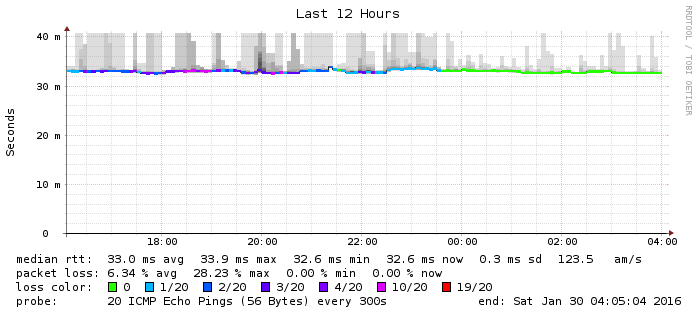 Last 12 Hours
RRDTOOL / TOBI OETIKER
Seconds
40 m
30 m
20 m
10 m
0
18:00 20:00 22:00 00:00 02:00 04:00
median rtt: 33.0 ms avg 33.9 ms max 32.6 ms min 32.6 ms now 0.3 ms sd 123.5 am/s
packet loss: 6.34 % avg 28.23 % max 0.00 % min 0.00 % now
loss color: 0 1/20 2/20 3/20 4/20 10/20 19/20
probe: 20 ICMP Echo Pings (56 Bytes) every 300s end: Sat Jan 30 04:05:04 2016